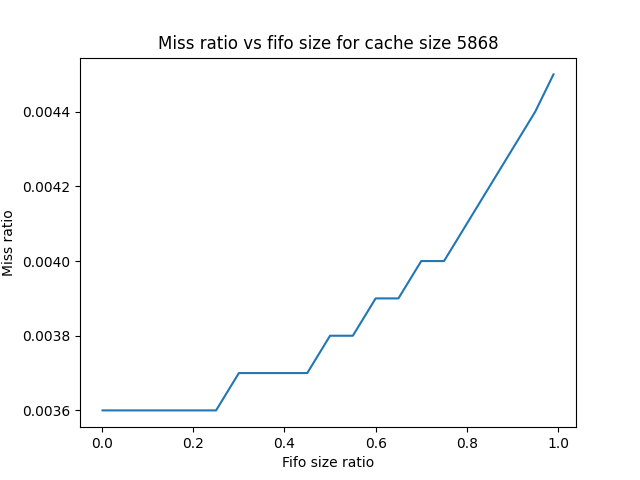 Miss ratio vs fifo size for cache size 5868
Miss ratio
0.0044
0.0042
0.0040
0.0038
0.0036
0.0 0.2 0.4 0.6 0.8 1.0
Fifo size ratio